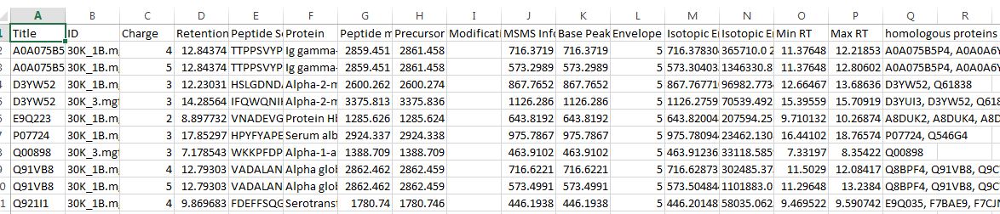 A B C D E F G H I J K L M N O P Q R
1 Title ID Charge Retention Peptide Se Protein Peptide m Precursor Modificati MSMS Info Base Peak Envelope Isotopic En Isotopic En Min RT Max RT homologous proteins
2 A0A075B5 30K_1B.m 4 12.84374 TTPPSVYP Ig gamma- 2859.451 2861.458 716.3719 716.3719 5 716.37830 365710.0 2 11.37648 12.21853 A0A075B5P4, A0A0A6Y
3 A0A075B5 30K_1B.m 5 12.84374 TTPPSVYP Ig gamma- 2859.451 2861.458 573.2989 573.2989 5 573.30403 1346330.8 11.37648 12.80602 A0A075B5P4, A0A0A6Y
4 D3YW52 30K_1B.m 3 12.23031 HSLGDNDA Alpha-2-m 2600.262 2600.274 867.7652 867.7652 5 867.76771 96982.773 12.66467 13.68636 D3YW52, Q61838
D3YW52 30K_3.mgf 3 14.28564 IFQWQNIH Alpha-2-m 3375.813 3375.836 1126.286 1126.286 5 1126.2759 70539.492 15.39559 15.70919 D3YUI3, D3YW52, Q618
E9Q223 30K_1B.m 2 8.897732 VNADEVG Protein Hb 1285.626 1285.624 643.8192 643.8192 5 643.82004 207594.25 9.710132 10.26874 A8DUK2, A8DUK4, A8D
7 P07724 30K_1B.m 3 17.85297 HPYFYAPE Serum alb 2924.337 2924.338 975.7867 975.7867 5 975.78094 23462.130 16.44102 18.76574 P07724, Q546G4
Q00898 30K_3.mgf 3 7.178543 WKKPFDP Alpha-1-a 1388.709 1388.709 463.9102 463.9102 5 463.91236 33118.585 7.33197 8.35422 Q00898
Q91VB8 30K_1B.m 4 12.79303 VADALAN Alpha glob 2862.462 2862.459 716.6221 716.6221 5 716.62873 302485.37 11.5029 12.08417 Q8BPF4, Q91VB8, Q9C
0 Q91VB8 30K_1B.m 5 12.79303 VADALAN Alpha glob 2862.462 2862.459 573.4991 573.4991 5 573.50484 1101883.0 11.29648 13.2384 Q8BPF4, Q91VB8, Q9C
1 Q921I1 30K_1B.m 4 9.869683 FDEFFSQG Serotransf 1780.74 1780.746 446.1938 446.1938 5 446.20148 58035.062 9.469522 9.590742 E9Q035, F7BAE9, F7CJN